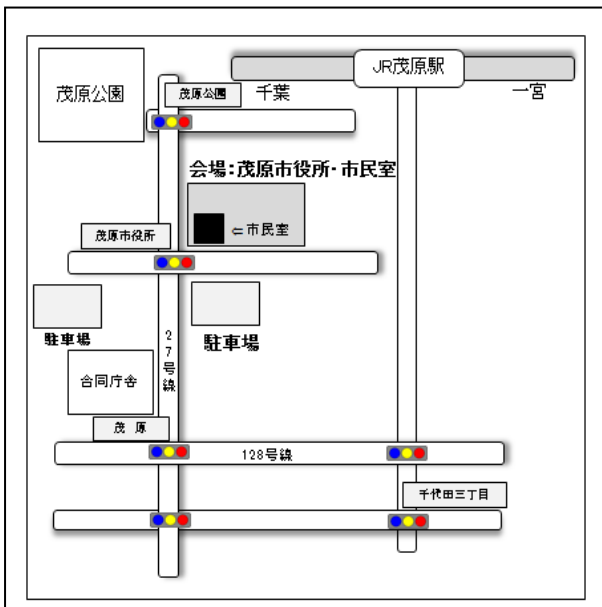 JR茂原駅
茂原公園
茂原公園
千葉
一宮
会場:茂原市役所・市民室
⇐市民室
茂原市役所
駐車場
駐車場
27号線
合同庁舎
茂 原
128号線
千代田三丁目